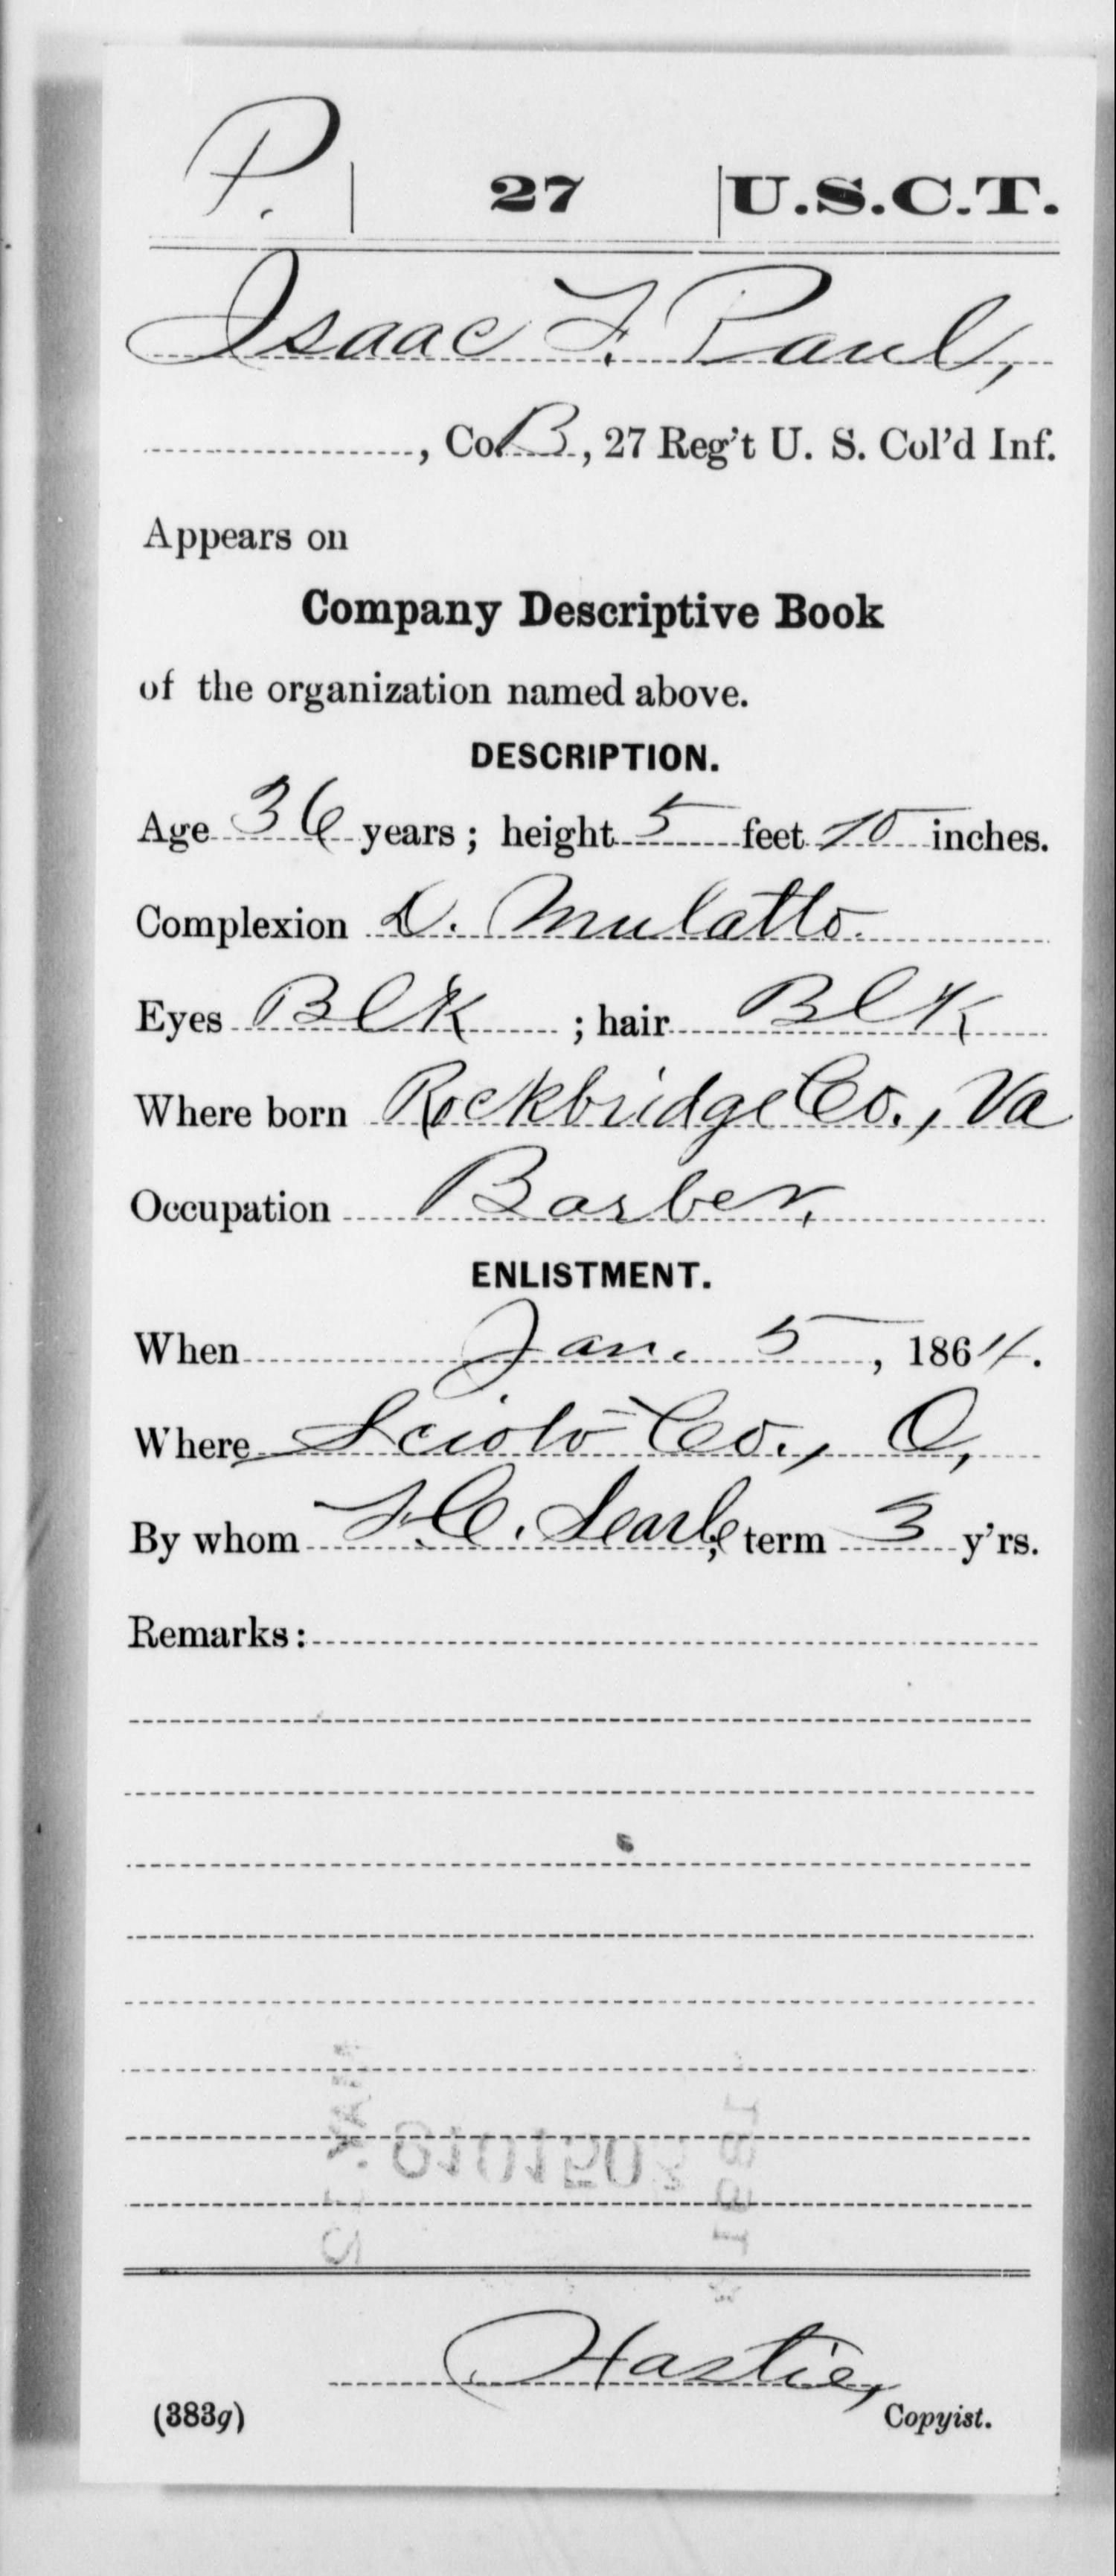 P. | 27 | U.S.C.T.
Isaac F. Paul,
, Co. B, 27 Reg't U. S. Col'd Inf.
Appears on
Company Descriptive Book
of the organization named above.
DESCRIPTION.
Age 36 years; height 5 feet 10 inches.
Complexion D. Mulatto.
Eyes Blk ; hair Blk
Where born Rockbridge Co., Va
Occupation Barber,
ENLISTMENT.
When Jan. 5, 1864.
Where Scioto Co., O,
By whom F. C. Searl; term 3 y'rs.
Remarks:
010150
Hastie,
(383g) Copyist.